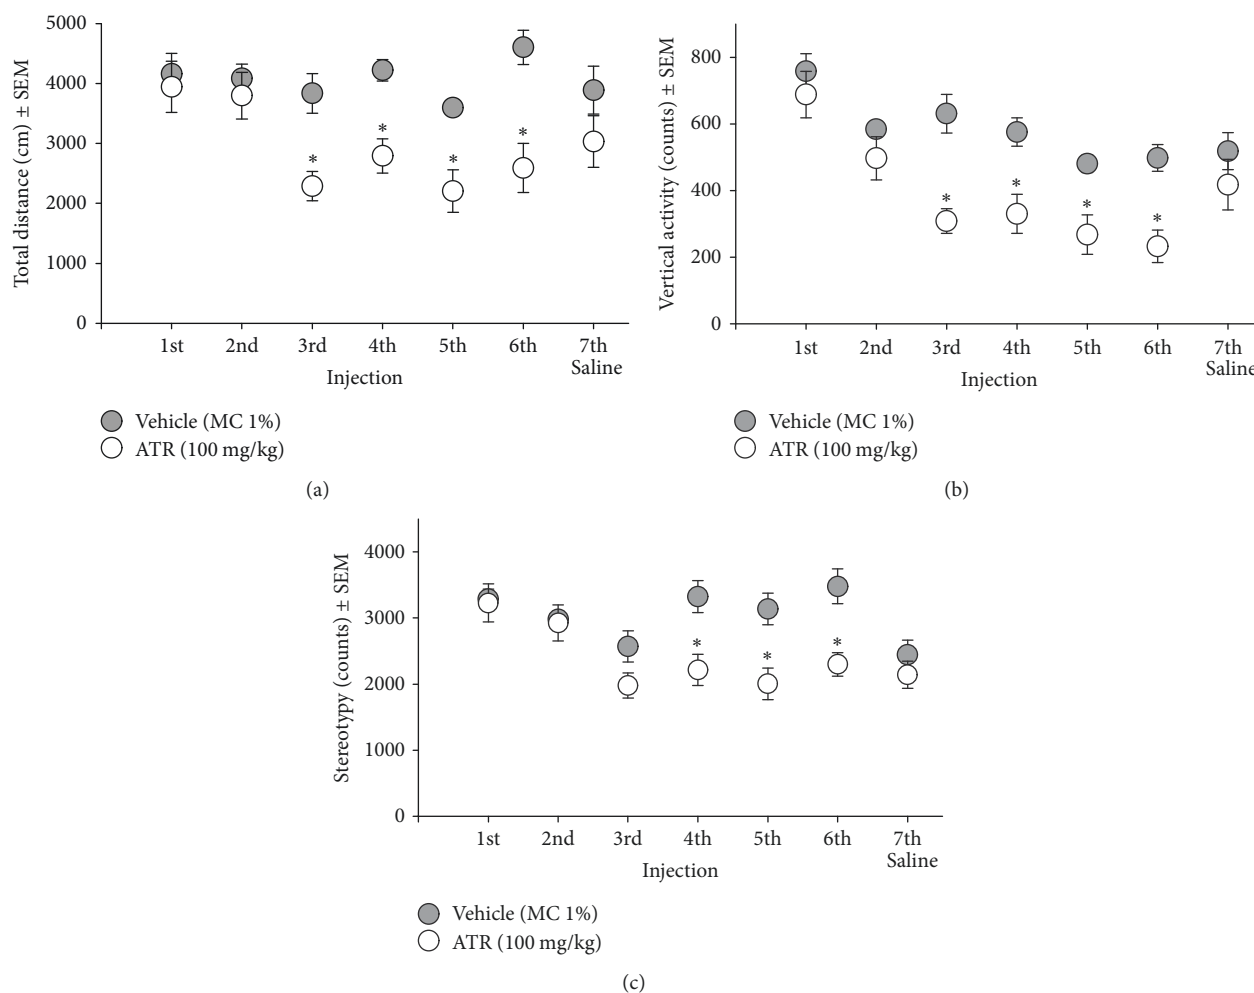 Total distance (cm) ± SEM
5000
4000
3000
2000
1000
0
* * * *
1st 2nd 3rd 4th 5th 6th 7th
Saline
Injection
Vehicle (MC 1%)
ATR (100 mg/kg)
(a)
Vertical activity (counts) ± SEM
800
600
400
200
0
* * * *
1st 2nd 3rd 4th 5th 6th 7th
Saline
Injection
Vehicle (MC 1%)
ATR (100 mg/kg)
(b)
Stereotypy (counts) ± SEM
4000
3000
2000
1000
0
* * *
1st 2nd 3rd 4th 5th 6th 7th
Saline
Injection
Vehicle (MC 1%)
ATR (100 mg/kg)
(c)